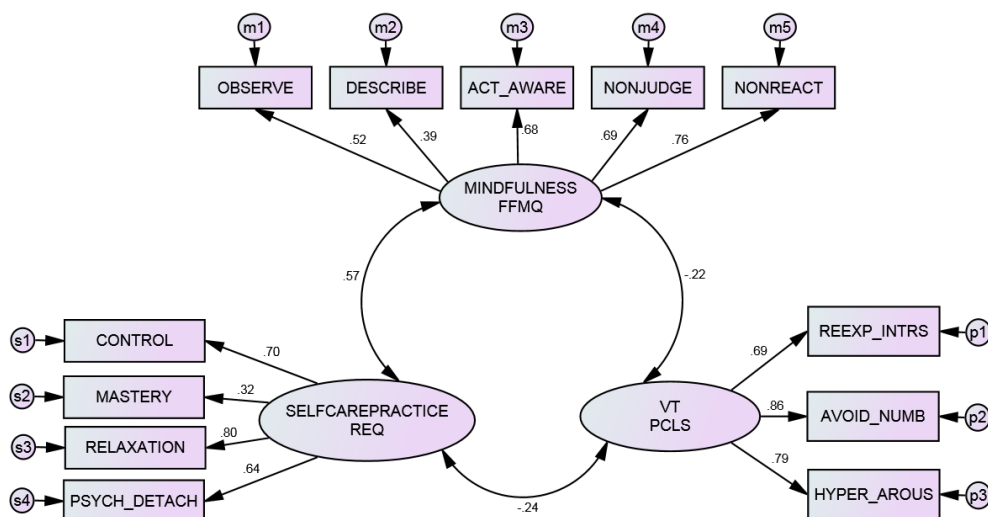 m1
m2
m3
m4
m5
OBSERVE
DESCRIBE
ACT_AWARE
NONJUDGE
NONREACT
.52
.39
.68
.69
.76
MINDFULNESS
FFMQ
.57
-.22
s1
CONTROL
.70
s2
MASTERY
.32
s3
RELAXATION
.80
s4
PSYCH_DETACH
.64
SELFCAREPRACTICE
REQ
VT
PCLS
.69
REEXP_INTRS
p1
.86
AVOID_NUMB
p2
.79
HYPER_AROUS
p3
-.24